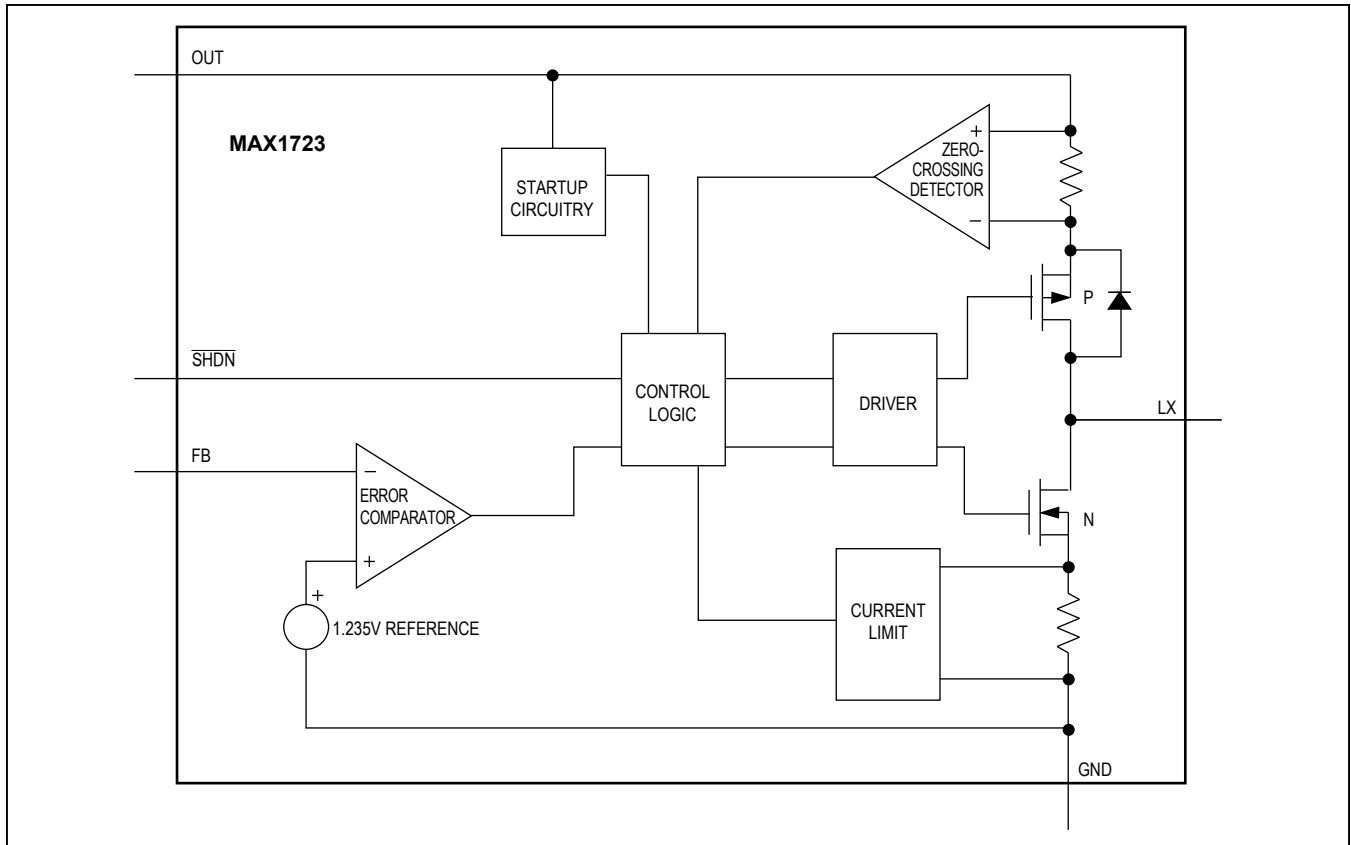 OUT
MAX1723
STARTUP
CIRCUITRY
+
ZERO-
CROSSING
DETECTOR
−
P
SHDN
CONTROL
LOGIC
DRIVER
LX
FB
−
ERROR
COMPARATOR
+
N
+
1.235V REFERENCE
CURRENT
LIMIT
GND